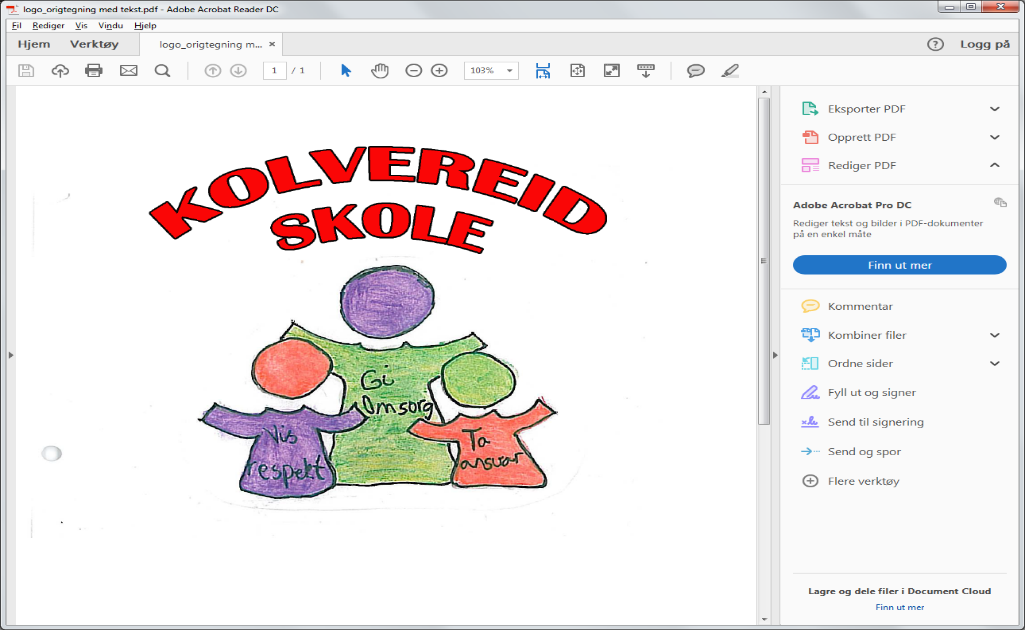 logo_origtegning med tekst.pdf - Adobe Acrobat Reader DC
Fil Rediger Vis Vindu Hjelp
Hjem Verktøy logo_origtegning m... × Logg på
1 / 1 103%
KOLVEREID
SKOLE
Gi
Omsorg
Vis
respekt
Ta
ansvar
Eksporter PDF
Opprett PDF
Rediger PDF
Adobe Acrobat Pro DC
Rediger tekst og bilder i PDF-dokumenter
på en enkel måte
Finn ut mer
Kommentar
Kombiner filer
Ordne sider
Fyll ut og signer
Send til signering
Send og spor
Flere verktøy
Lagre og dele filer i Document Cloud
Finn ut mer